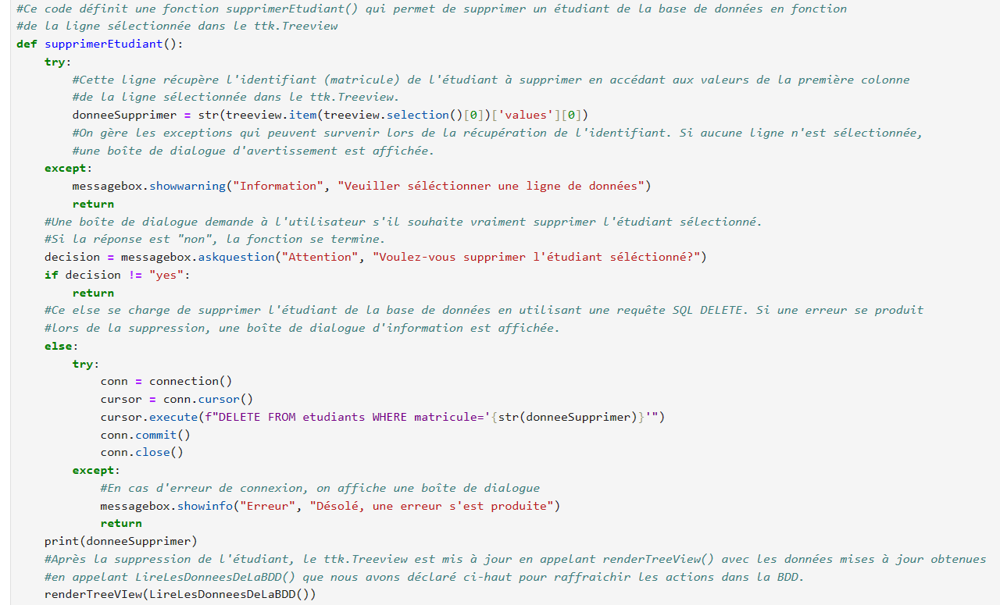 #Ce code définit une fonction supprimerEtudiant() qui permet de supprimer un étudiant de la base de données en fonction
#de la ligne sélectionnée dans le ttk.Treeview
def supprimerEtudiant():
    try:
        #Cette ligne récupère l'identifiant (matricule) de l'étudiant à supprimer en accédant aux valeurs de la première colonne
        #de la ligne sélectionnée dans le ttk.Treeview.
        donneeSupprimer = str(treeview.item(treeview.selection()[0])['values'][0])
        #On gère les exceptions qui peuvent survenir lors de la récupération de l'identifiant. Si aucune ligne n'est sélectionnée,
        #une boîte de dialogue d'avertissement est affichée.
    except:
        messagebox.showwarning("Information", "Veuiller séléctionner une ligne de données")
        return
    #Une boîte de dialogue demande à l'utilisateur s'il souhaite vraiment supprimer l'étudiant sélectionné.
    #Si la réponse est "non", la fonction se termine.
    decision = messagebox.askquestion("Attention", "Voulez-vous supprimer l'étudiant séléctionné?")
    if decision != "yes":
        return
    #Ce else se charge de supprimer l'étudiant de la base de données en utilisant une requête SQL DELETE. Si une erreur se produit
    #lors de la suppression, une boîte de dialogue d'information est affichée.
    else:
        try:
            conn = connection()
            cursor = conn.cursor()
            cursor.execute(f"DELETE FROM etudiants WHERE matricule='{str(donneeSupprimer)}'")
            conn.commit()
            conn.close()
        except:
            #En cas d'erreur de connexion, on affiche une boîte de dialogue
            messagebox.showinfo("Erreur", "Désolé, une erreur s'est produite")
            return
    print(donneeSupprimer)
    #Après la suppression de l'étudiant, le ttk.Treeview est mis à jour en appelant renderTreeView() avec les données mises à jour obtenues
    #en appelant LireLesDonneesDeLaBDD() que nous avons déclaré ci-haut pour raffraichir les actions dans la BDD.
    renderTreeVIew(LireLesDonneesDeLaBDD())